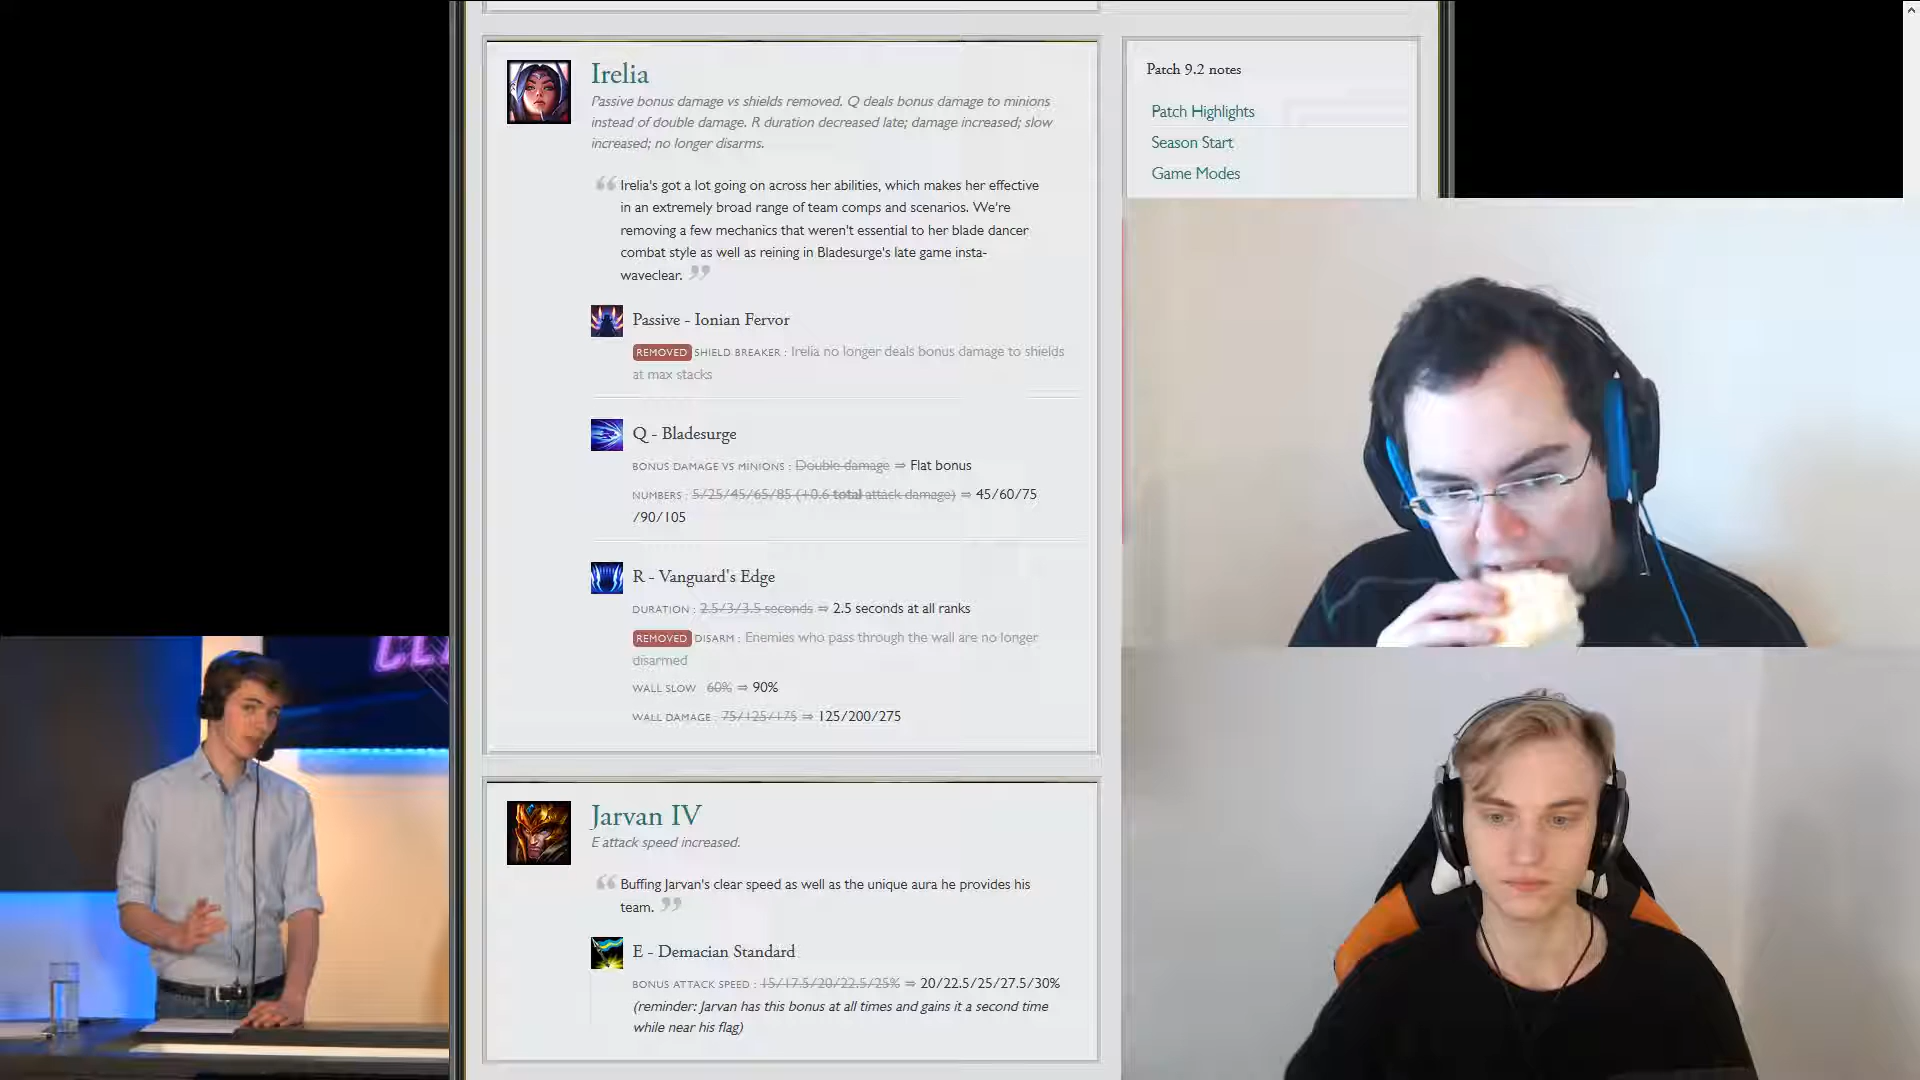 Irelia
Passive bonus damage vs shields removed. Q deals bonus damage to minions
instead of double damage. R duration decreased late; damage increased; slow
increased; no longer disarms.
“Irelia's got a lot going on across her abilities, which makes her effective
in an extremely broad range of team comps and scenarios. We're
removing a few mechanics that weren't essential to her blade dancer
combat style as well as reining in Bladesurge's late game insta-
waveclear.”
Passive - Ionian Fervor
REMOVED SHIELD BREAKER : Irelia no longer deals bonus damage to shields
at max stacks
Q - Bladesurge
BONUS DAMAGE VS MINIONS : Double damage ⇒ Flat bonus
NUMBERS : 5/25/45/65/85 (+0.6 total attack damage) ⇒ 45/60/75
/90/105
R - Vanguard's Edge
DURATION : 2.5/3/3.5 seconds ⇒ 2.5 seconds at all ranks
REMOVED DISARM : Enemies who pass through the wall are no longer
disarmed
WALL SLOW 60% ⇒ 90%
WALL DAMAGE : 75/125/175 ⇒ 125/200/275
Jarvan IV
E attack speed increased.
“Buffing Jarvan's clear speed as well as the unique aura he provides his
team.”
E - Demacian Standard
BONUS ATTACK SPEED : 15/17.5/20/22.5/25% ⇒ 20/22.5/25/27.5/30%
(reminder: Jarvan has this bonus at all times and gains it a second time
while near his flag)
Patch 9.2 notes
Patch Highlights
Season Start
Game Modes